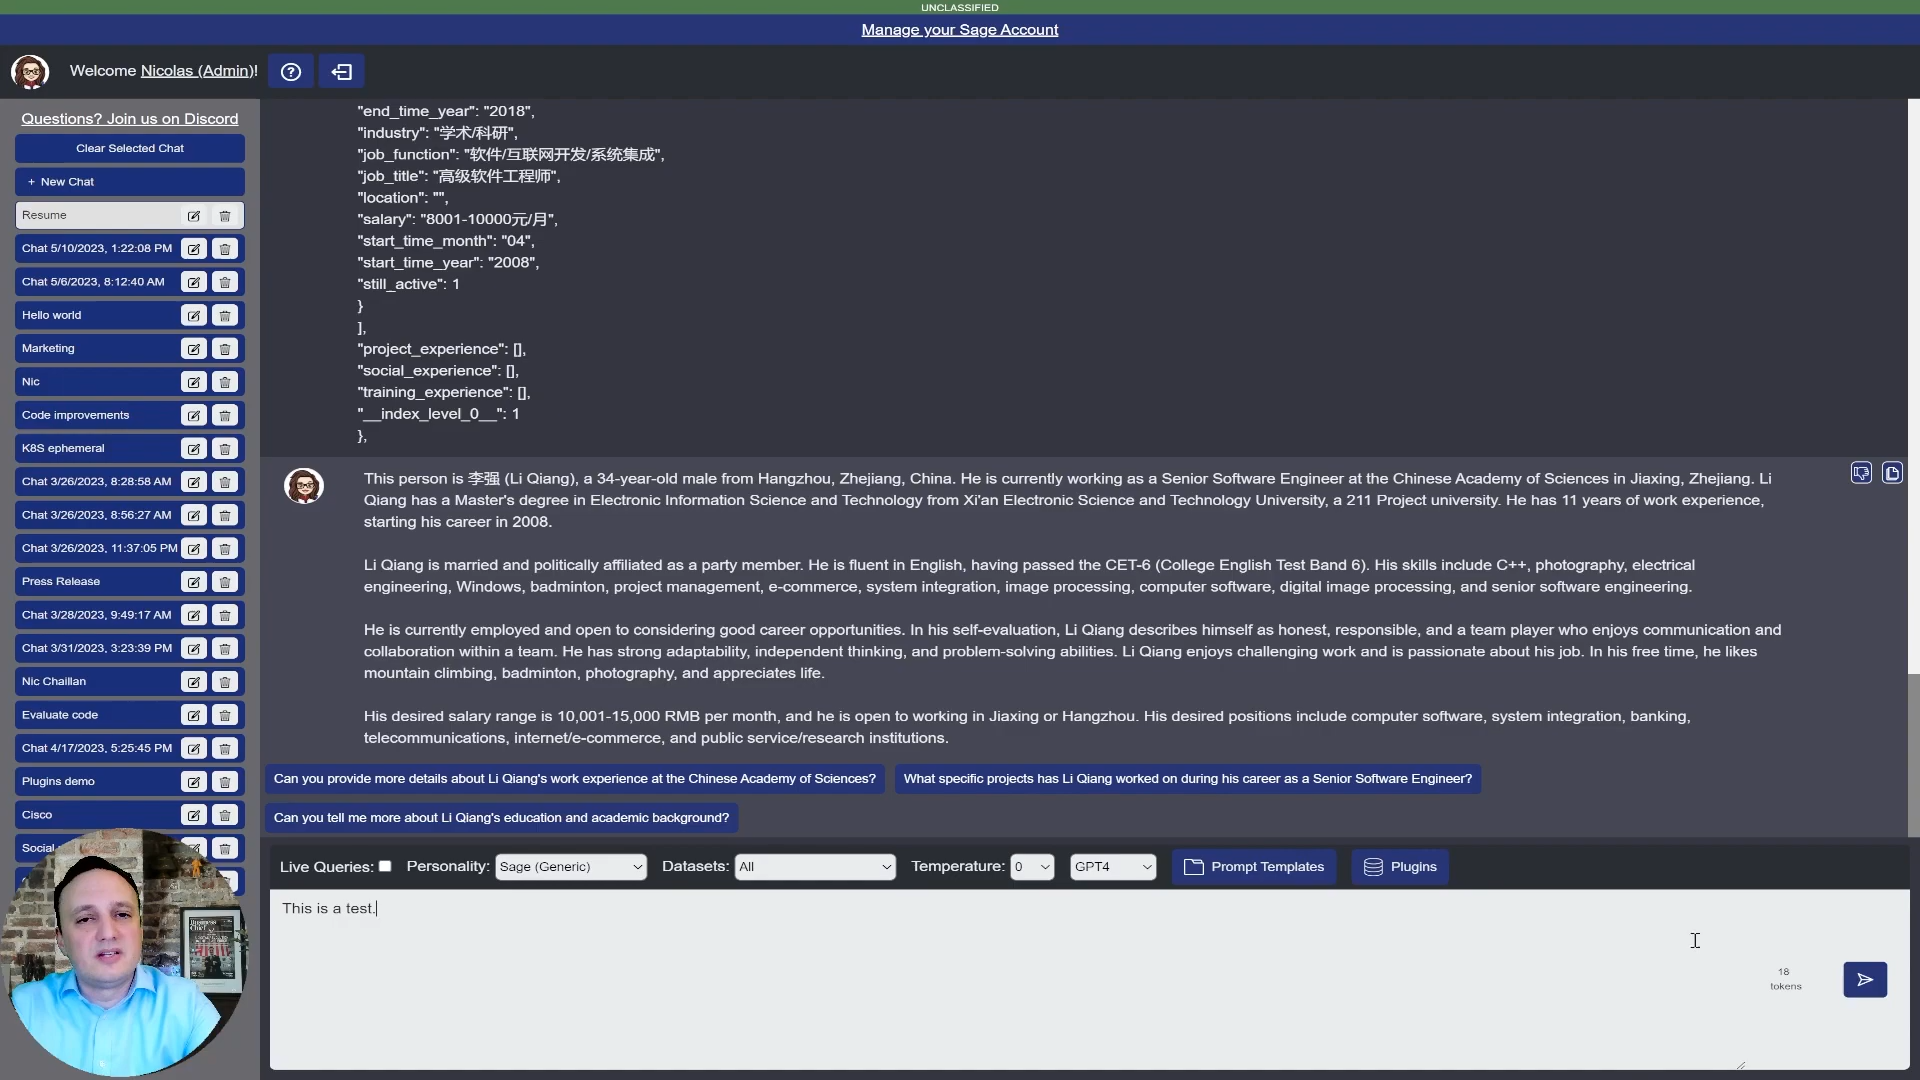 UNCLASSIFIED
Manage your Sage Account
Welcome Nicolas (Admin)!
Questions? Join us on Discord
Clear Selected Chat
+ New Chat
Resume
Chat 5/10/2023, 1:22:08 PM
Chat 5/6/2023, 8:12:40 AM
Hello world
Marketing
Nic
Code improvements
K8S ephemeral
Chat 3/26/2023, 8:28:58 AM
Chat 3/26/2023, 8:56:27 AM
Chat 3/26/2023, 11:37:05 PM
Press Release
Chat 3/28/2023, 9:49:17 AM
Chat 3/31/2023, 3:23:39 PM
Nic Chaillan
Evaluate code
Chat 4/17/2023, 5:25:45 PM
Plugins demo
Cisco
Social
"end_time_year": "2018",
"industry": "学术/科研",
"job_function": "软件/互联网开发/系统集成",
"job_title": "高级软件工程师",
"location": "",
"salary": "8001-10000元/月",
"start_time_month": "04",
"start_time_year": "2008",
"still_active": 1
}
],
"project_experience": [],
"social_experience": [],
"training_experience": [],
"__index_level_0__": 1
},
This person is 李强 (Li Qiang), a 34-year-old male from Hangzhou, Zhejiang, China. He is currently working as a Senior Software Engineer at the Chinese Academy of Sciences in Jiaxing, Zhejiang. Li
Qiang has a Master's degree in Electronic Information Science and Technology from Xi'an Electronic Science and Technology University, a 211 Project university. He has 11 years of work experience,
starting his career in 2008.
Li Qiang is married and politically affiliated as a party member. He is fluent in English, having passed the CET-6 (College English Test Band 6). His skills include C++, photography, electrical
engineering, Windows, badminton, project management, e-commerce, system integration, image processing, computer software, digital image processing, and senior software engineering.
He is currently employed and open to considering good career opportunities. In his self-evaluation, Li Qiang describes himself as honest, responsible, and a team player who enjoys communication and
collaboration within a team. He has strong adaptability, independent thinking, and problem-solving abilities. Li Qiang enjoys challenging work and is passionate about his job. In his free time, he likes
mountain climbing, badminton, photography, and appreciates life.
His desired salary range is 10,001-15,000 RMB per month, and he is open to working in Jiaxing or Hangzhou. His desired positions include computer software, system integration, banking,
telecommunications, internet/e-commerce, and public service/research institutions.
Can you provide more details about Li Qiang's work experience at the Chinese Academy of Sciences?
What specific projects has Li Qiang worked on during his career as a Senior Software Engineer?
Can you tell me more about Li Qiang's education and academic background?
Live Queries: Personality: Sage (Generic) Datasets: All Temperature: 0 GPT4 Prompt Templates Plugins
This is a test.
18
tokens